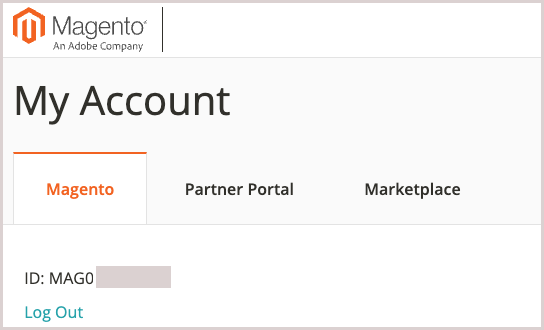 Magento
An Adobe Company
My Account
Magento Partner Portal Marketplace
ID: MAG0
Log Out